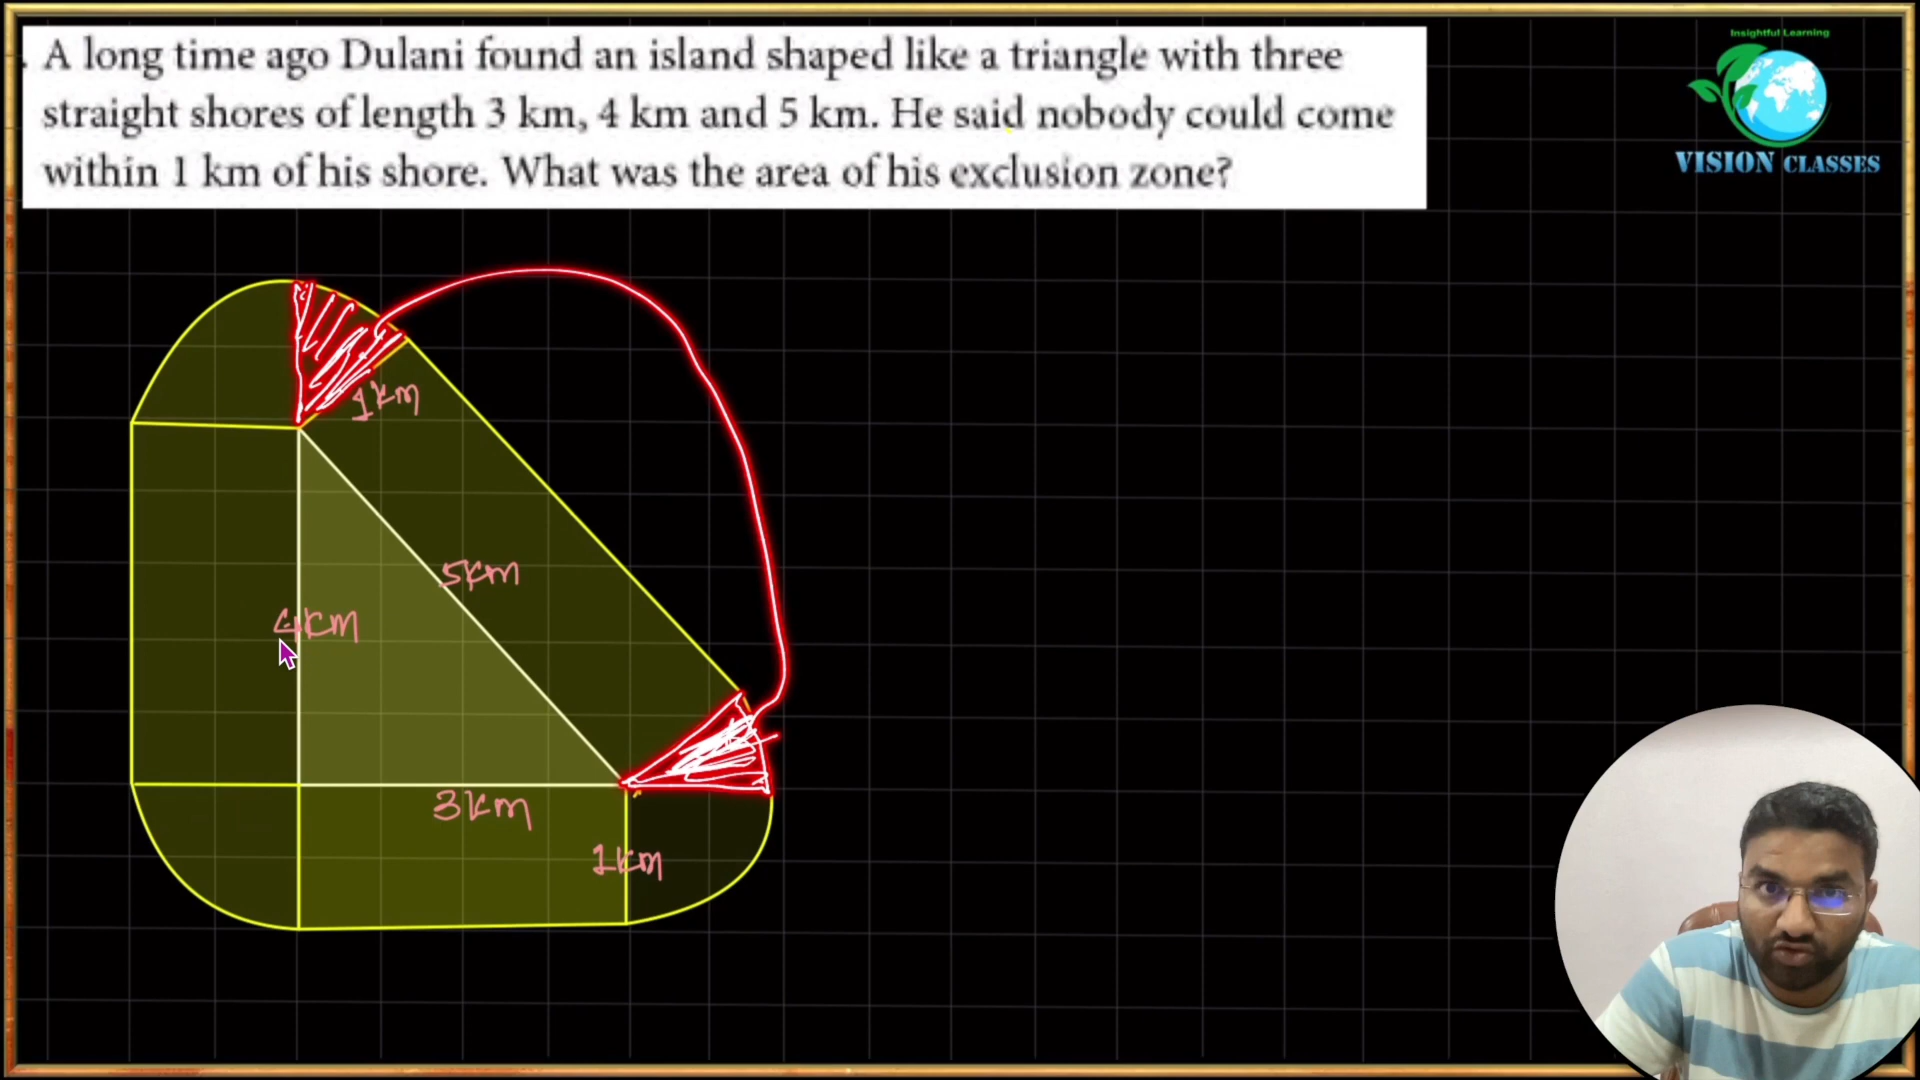 . A long time ago Dulani found an island shaped like a triangle with three
straight shores of length 3 km, 4 km and 5 km. He said nobody could come
within 1 km of his shore. What was the area of his exclusion zone?
Insightful Learning
VISION CLASSES
1km
5km
4km
3km
1km